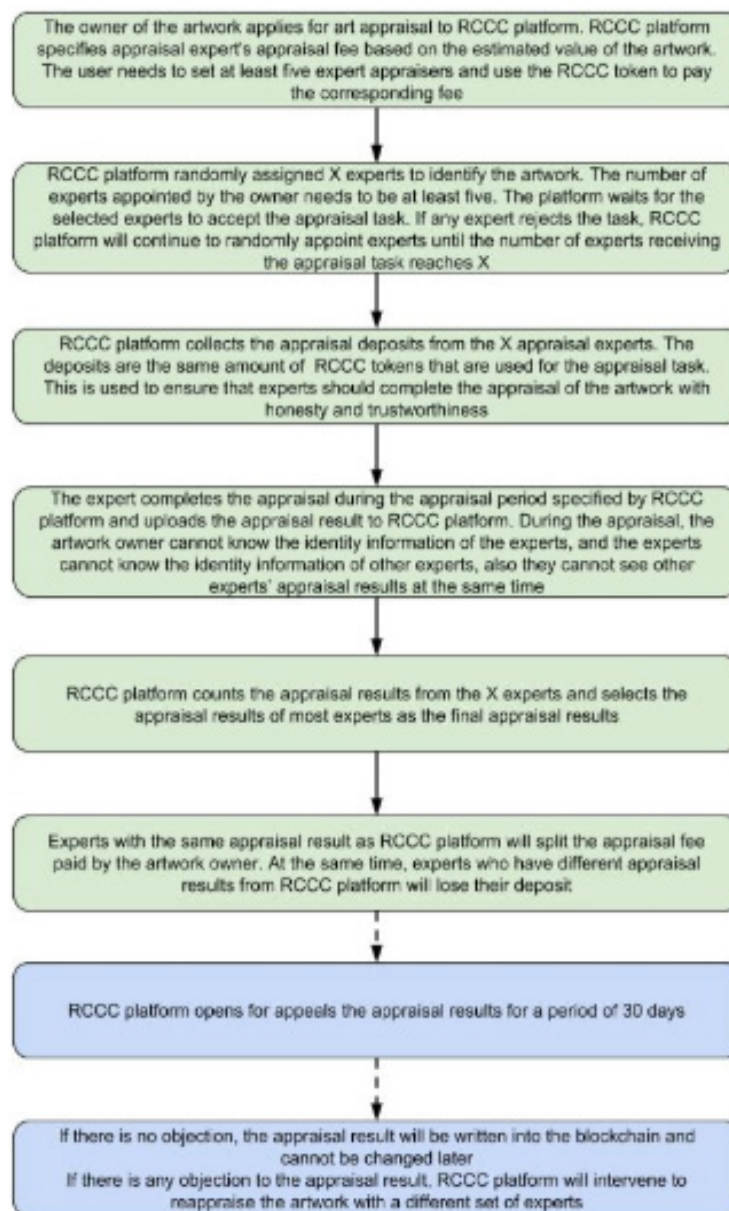 The owner of the artwork applies for art appraisal to RCCC platform. RCCC platform
specifies appraisal expert's appraisal fee based on the estimated value of the artwork.
The user needs to set at least five expert appraisers and use the RCCC token to pay
the corresponding fee
RCCC platform randomly assigned X experts to identify the artwork. The number of
experts appointed by the owner needs to be at least five. The platform waits for the
selected experts to accept the appraisal task. If any expert rejects the task, RCCC
platform will continue to randomly appoint experts until the number of experts receiving
the appraisal task reaches X
RCCC platform collects the appraisal deposits from the X appraisal experts. The
deposits are the same amount of RCCC tokens that are used for the appraisal task.
This is used to ensure that experts should complete the appraisal of the artwork with
honesty and trustworthiness
The expert completes the appraisal during the appraisal period specified by RCCC
platform and uploads the appraisal result to RCCC platform. During the appraisal, the
artwork owner cannot know the identity information of the experts, and the experts
cannot know the identity information of other experts, also they cannot see other
experts' appraisal results at the same time
RCCC platform counts the appraisal results from the X experts and selects the
appraisal results of most experts as the final appraisal results
Experts with the same appraisal result as RCCC platform will split the appraisal fee
paid by the artwork owner. At the same time, experts who have different appraisal
results from RCCC platform will lose their deposit
RCCC platform opens for appeals the appraisal results for a period of 30 days
If there is no objection, the appraisal result will be written into the blockchain and
cannot be changed later
If there is any objection to the appraisal result, RCCC platform will intervene to
reappraise the artwork with a different set of experts